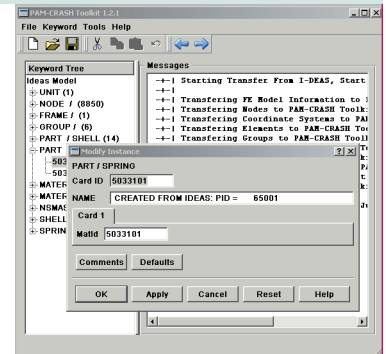 PAM-CRASH Toolkit 1.2.1
File Keyword Tools Help
Keyword Tree
Ideas Model
UNIT (1)
NODE / (8850)
FRAME / (1)
GROUP / (6)
PART / SHELL (14)
PART
503
503
MATER
MATER
NSMAS
SHELL
SPRIN
Messages
-+-| Starting Transfer From I-DEAS, Start
-+-|
-+-| Transfering FE Model Information to
-+-| Transfering Nodes to PAM-CRASH Toolki
-+-| Transfering Coordinate Systems to PAM
-+-| Transfering Elements to PAM-CRASH Too
-+-| Transfering Groups to PAM-CRASH Toolk
Modify Instance
PART / SPRING
Card ID 5033101
NAME CREATED FROM IDEAS: PID = 65001
Card 1
MatId 5033101
Comments Defaults
OK Apply Cancel Reset Help